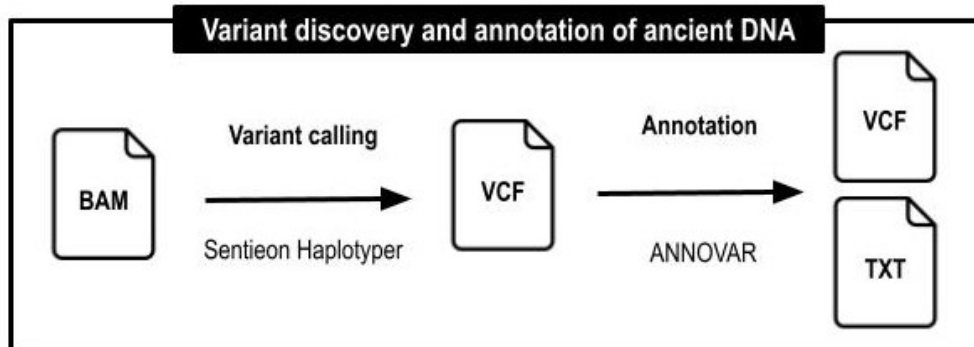 Variant discovery and annotation of ancient DNA
BAM
Variant calling
Sentieon Haplotyper
VCF
Annotation
ANNOVAR
VCF
TXT